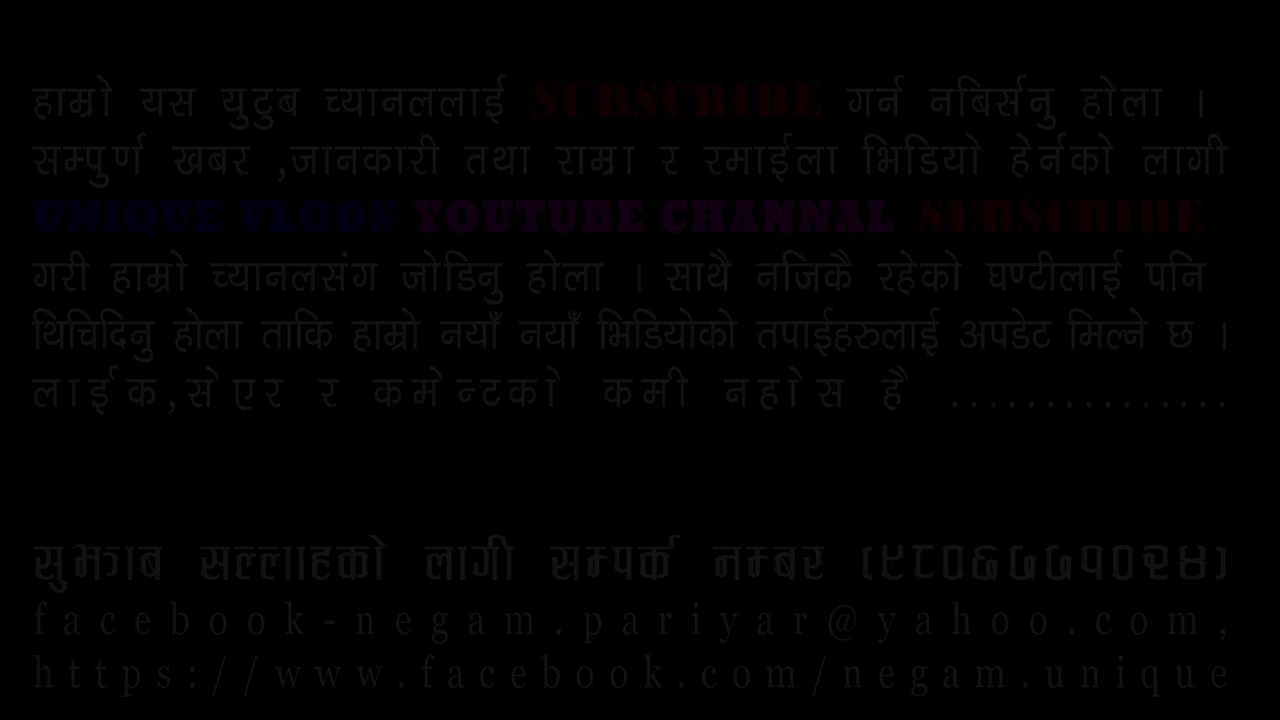 हाम्रो यस युटुब च्यानललाई SUBSCRIBE गर्न नबिर्सनु होला ।
सम्पुर्ण खबर ,जानकारी तथा राम्रा र रमाईला भिडियो हेर्नको लागी
UNIQUE VLOGS YOUTUBE CHANNAL SUBSCRIBE
गरी हाम्रो च्यानलसंग जोडिनु होला । साथै नजिकै रहेको घण्टीलाई पनि
थिचिदिनु होला ताकि हाम्रो नयाँ नयाँ भिडियोको तपाईहरुलाई अपडेट मिल्ने छ ।
लाईक,सेएर र कमेन्टको कमी नहोस है ...............
सुझाब सल्लाहको लागी सम्पर्क नम्बर (९८०६७७१०२४)
facebook-negam.pariyar@yahoo.com,
https://www.facebook.com/negam.unique